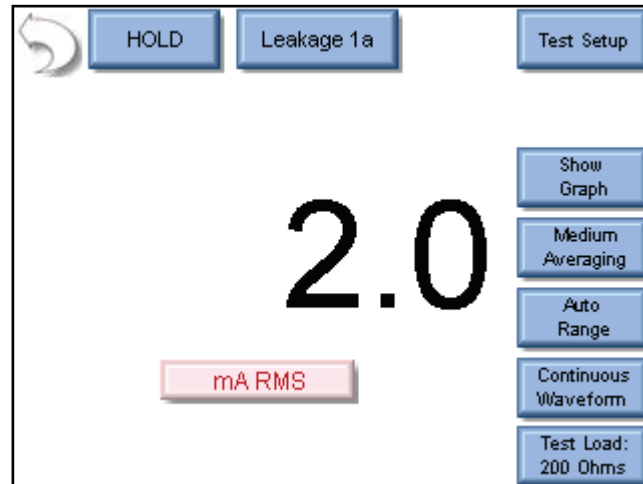 HOLD
Leakage 1a
Test Setup
Show
Graph
Medium
Averaging
2.0
Auto
Range
mA RMS
Continuous
Waveform
Test Load:
200 Ohms